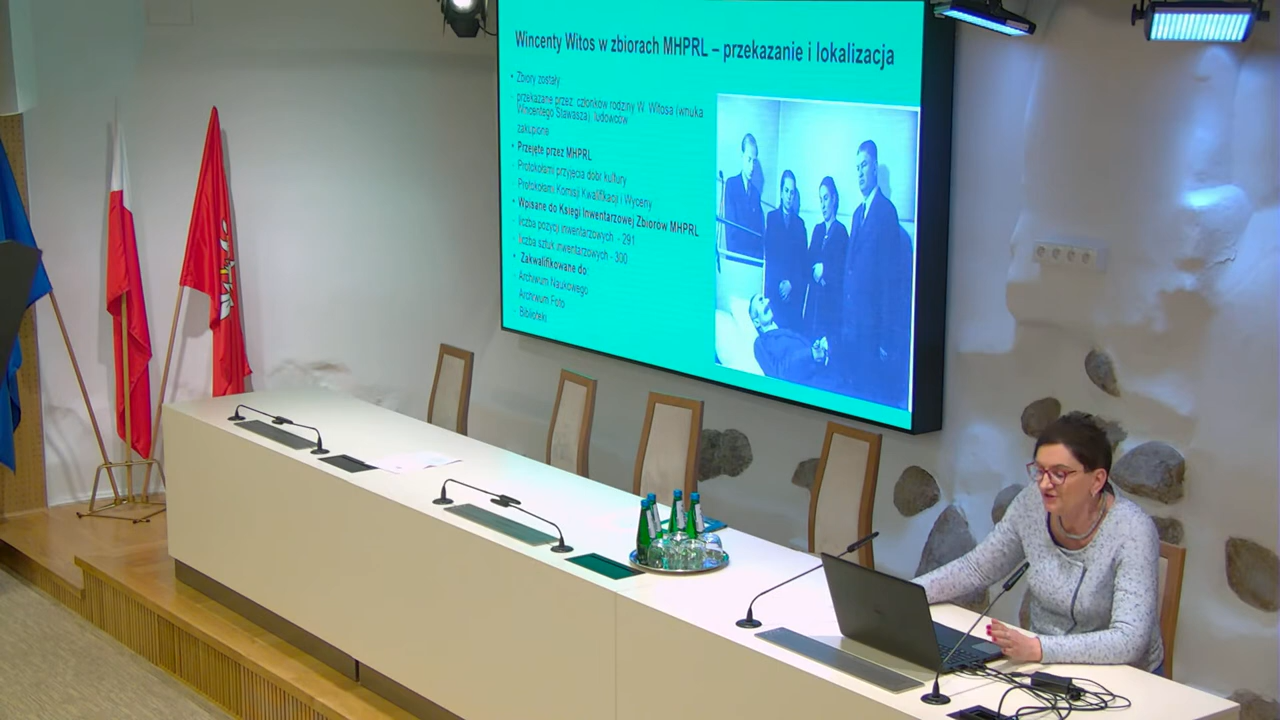 Wincenty Witos w zbiorach MHPRL – przekazanie i lokalizacja
• Zbiory zostały
przekazane przez: członków rodziny W. Witosa (wnuka
Wincentego Stawasza), ludowców
zakupione
• Przejęte przez MHPRL
Protokołami przyjęcia dóbr kultury
Protokołami Komisji Kwalifikacji i Wyceny
• Wpisane do Księgi Inwentarzowej Zbiorów MHPRL
liczba pozycji inwentarzowych - 291
liczba sztuk inwentarzowych - 300
• Zakwalifikowane do:
Archiwum Naukowego
Archiwum Foto
Biblioteki